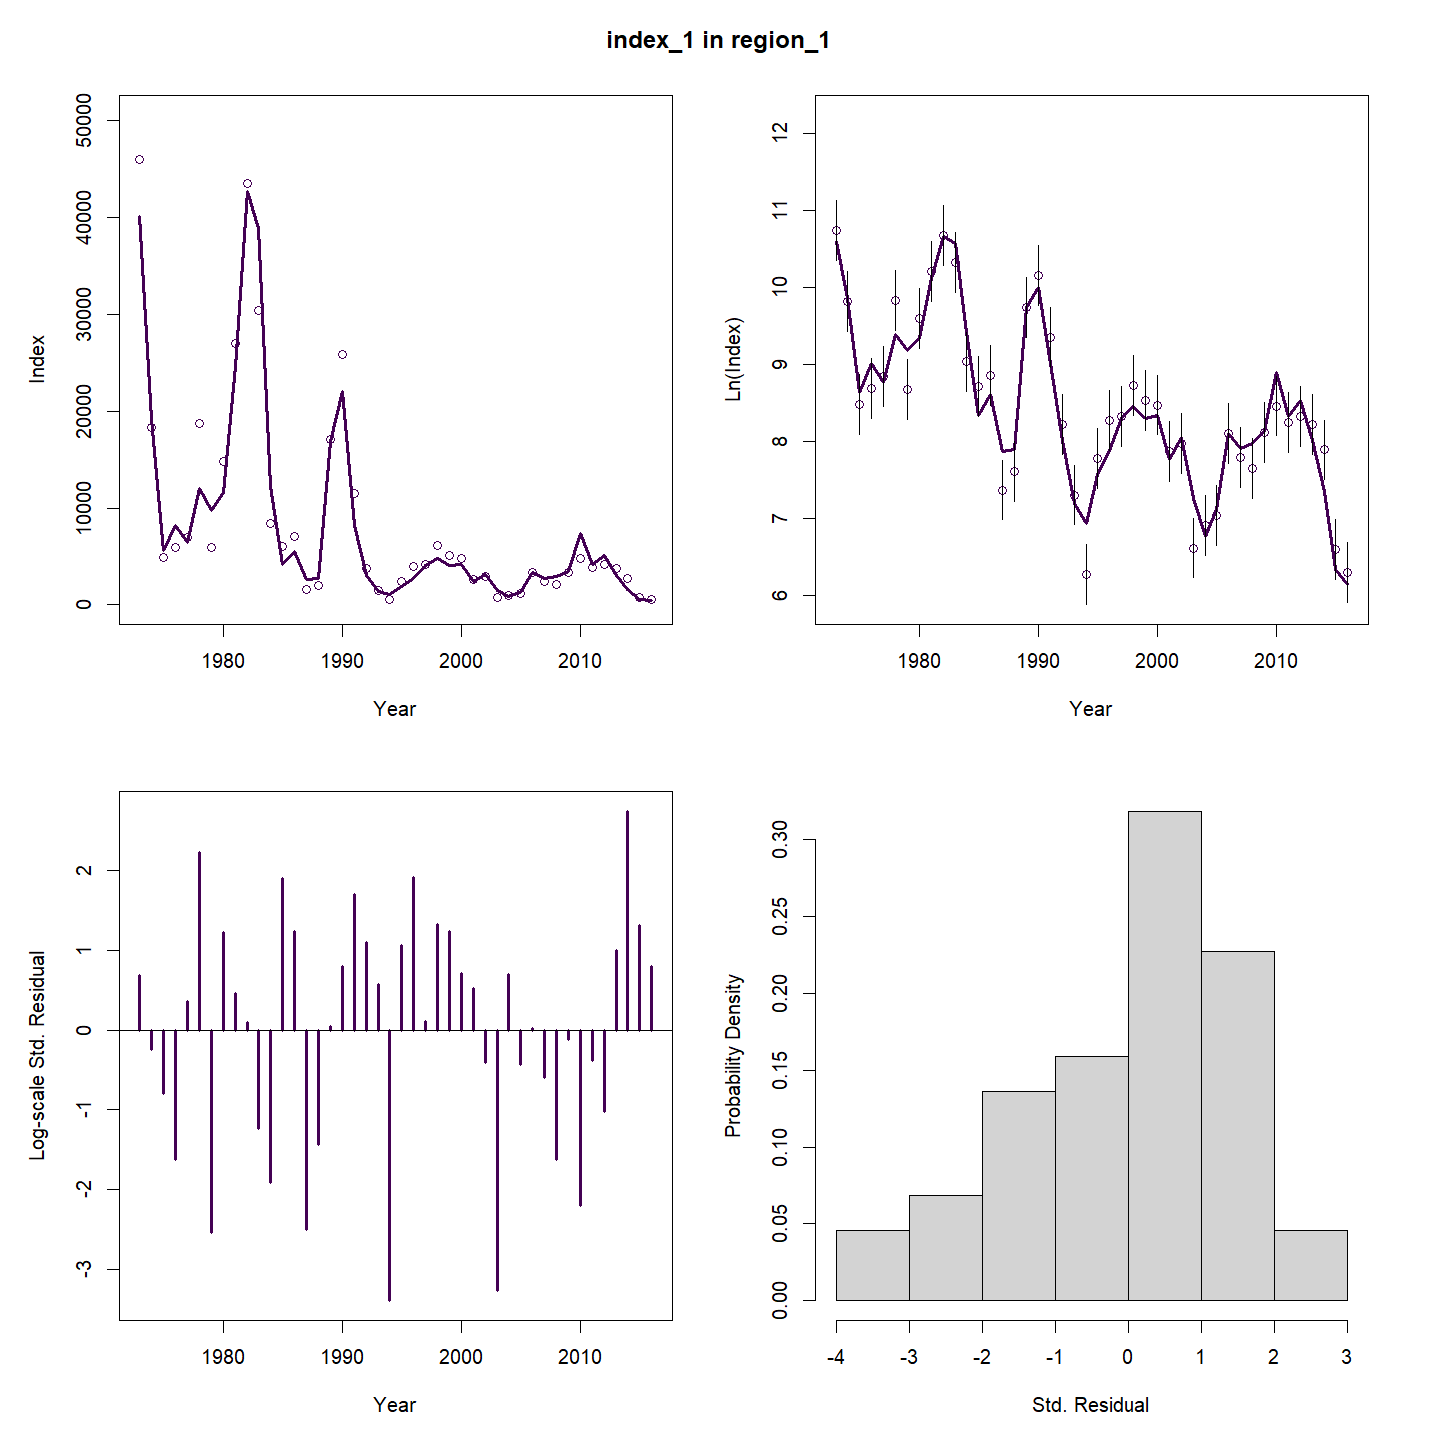 index_1 in region_1
Index
50000
40000
30000
20000
10000
0
1980 1990 2000 2010
Year
Ln(Index)
12
11
10
9
8
7
6
1980 1990 2000 2010
Year
Log-scale Std. Residual
2
1
0
-1
-2
-3
1980 1990 2000 2010
Year
Probability Density
0.30
0.25
0.20
0.15
0.10
0.05
0.00
-4 -3 -2 -1 0 1 2 3
Std. Residual